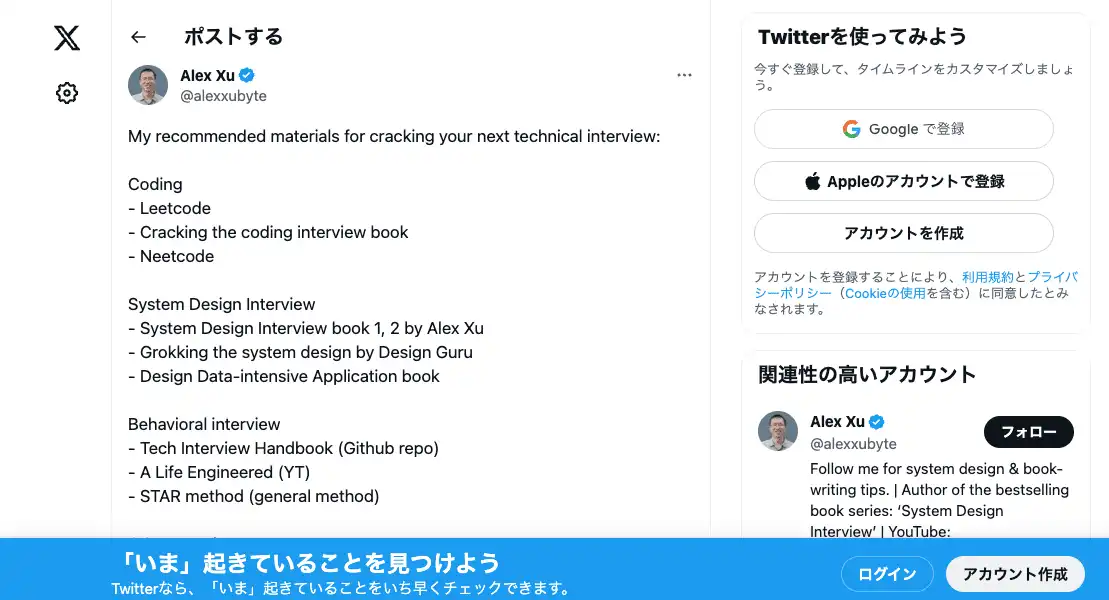 ポストする
Alex Xu
@alexxubyte
My recommended materials for cracking your next technical interview:
Coding
- Leetcode
- Cracking the coding interview book
- Neetcode
System Design Interview
- System Design Interview book 1, 2 by Alex Xu
- Grokking the system design by Design Guru
- Design Data-intensive Application book
Behavioral interview
- Tech Interview Handbook (Github repo)
- A Life Engineered (YT)
- STAR method (general method)
Twitterを使ってみよう
今すぐ登録して、タイムラインをカスタマイズしましょ
う。
Google で登録
Appleのアカウントで登録
アカウントを作成
アカウントを登録することにより、利用規約とプライバ
シーポリシー（Cookieの使用を含む）に同意したとみ
なされます。
関連性の高いアカウント
Alex Xu
@alexxubyte
フォロー
Follow me for system design & book-
writing tips. | Author of the bestselling
book series: ‘System Design
Interview’ | YouTube:
「いま」起きていることを見つけよう
Twitterなら、「いま」起きていることをいち早くチェックできます。
ログイン
アカウント作成